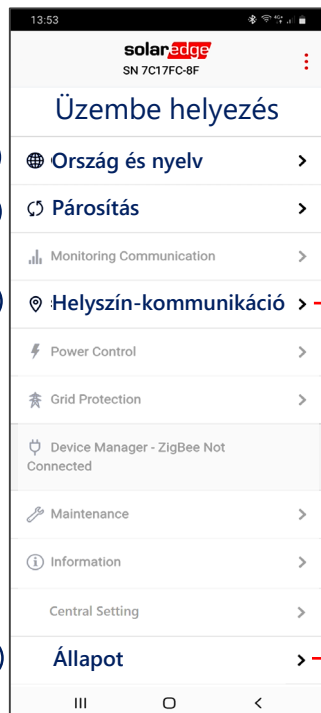 13:53
solaredge
SN 7C17FC-8F
Üzembe helyezés
Ország és nyelv
Párosítás
Monitoring Communication
Helyszín-kommunikáció
Power Control
Grid Protection
Device Manager - ZigBee Not
Connected
Maintenance
Information
Central Setting
Állapot